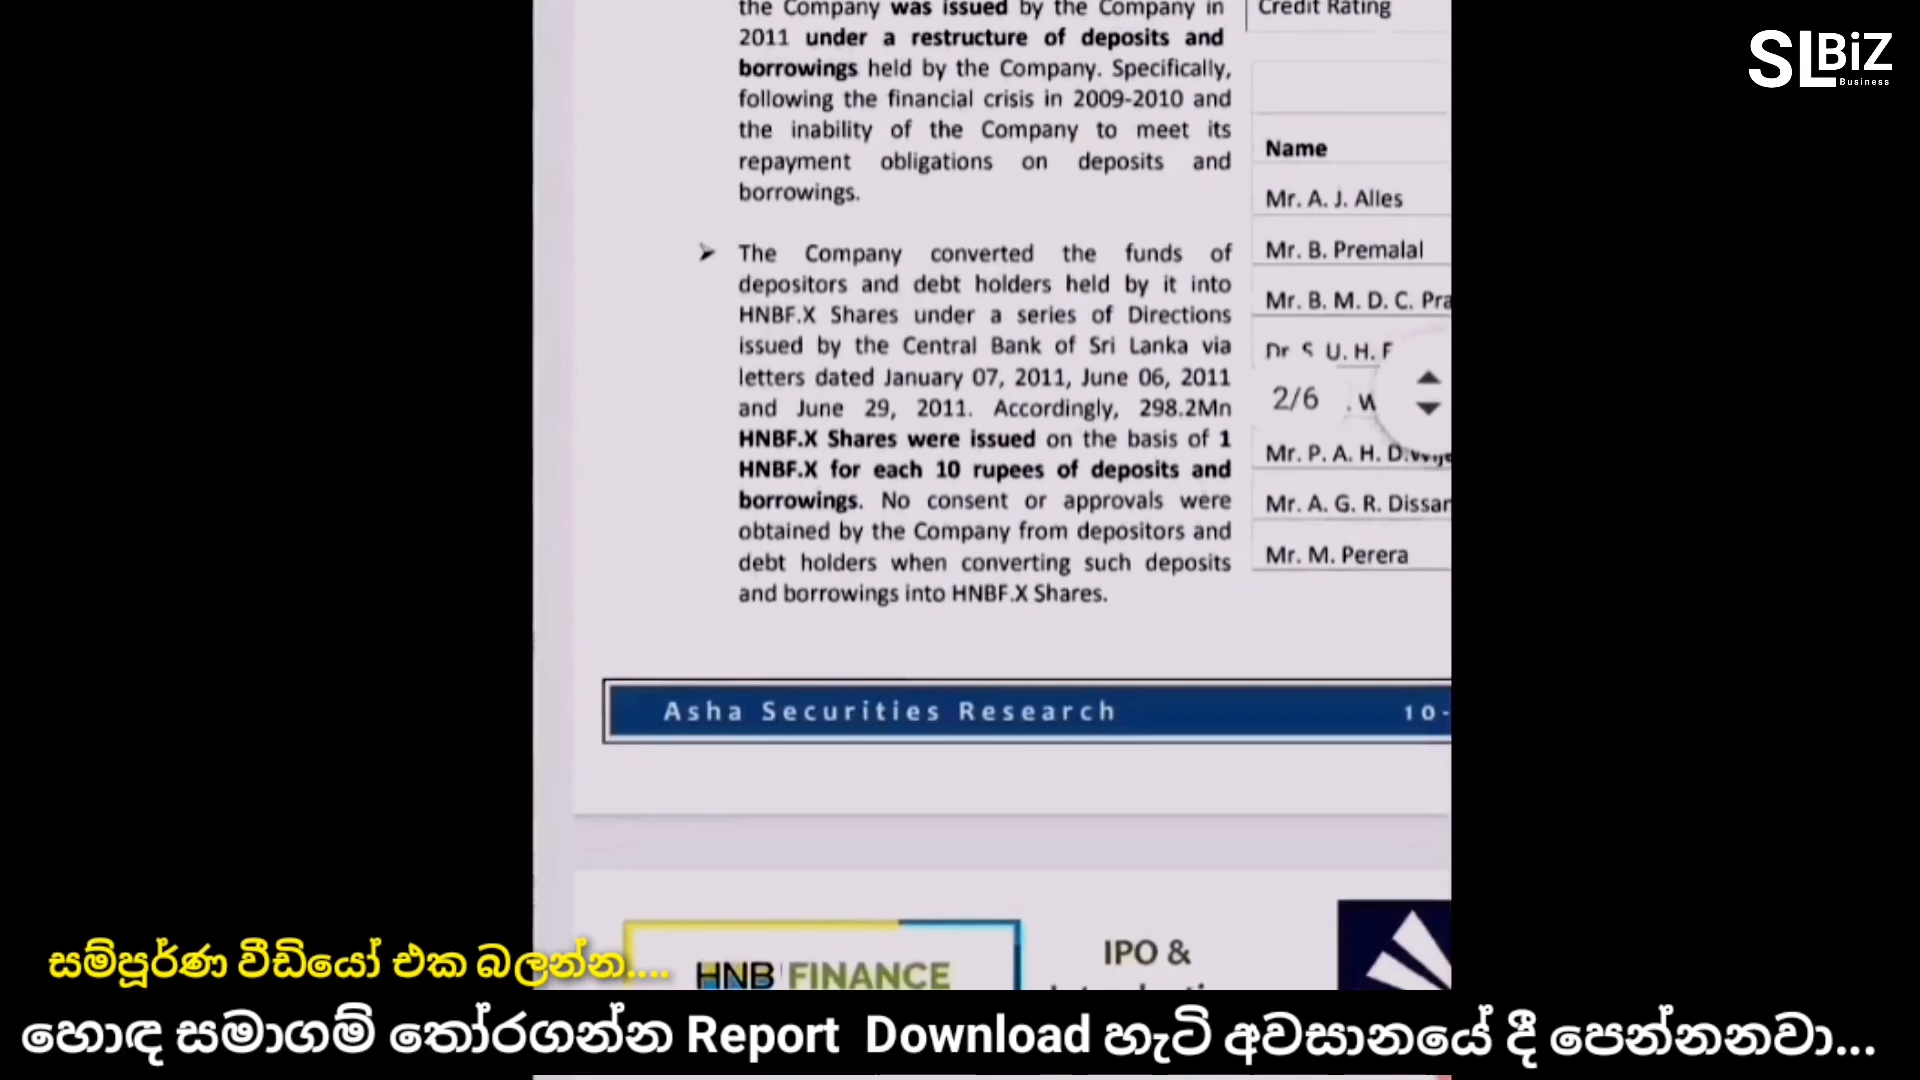 the Company was issued by the Company in
2011 under a restructure of deposits and
borrowings held by the Company. Specifically,
following the financial crisis in 2009-2010 and
the inability of the Company to meet its
repayment obligations on deposits and
borrowings.
➤ The Company converted the funds of
depositors and debt holders held by it into
HNBF.X Shares under a series of Directions
issued by the Central Bank of Sri Lanka via
letters dated January 07, 2011, June 06, 2011
and June 29, 2011. Accordingly, 298.2Mn
HNBF.X Shares were issued on the basis of 1
HNBF.X for each 10 rupees of deposits and
borrowings. No consent or approvals were
obtained by the Company from depositors and
debt holders when converting such deposits
and borrowings into HNBF.X Shares.
Credit Rating
Name
Mr. A. J. Alles
Mr. B. Premalal
Mr. B. M. D. C.
U. H.
2/6
Mr. P. A. H. D.
Mr. A. G. R.
Mr. M. Perera
SLBiZ
Business
Asha Securities Research
10-
HNB FINANCE
IPO &
සම්පූර්ණ වීඩියෝ එක බලන්න....
හොඳ සමාගම් තෝරගන්න Report Download හැටි අවසානයේ දී පෙන්නනවා...